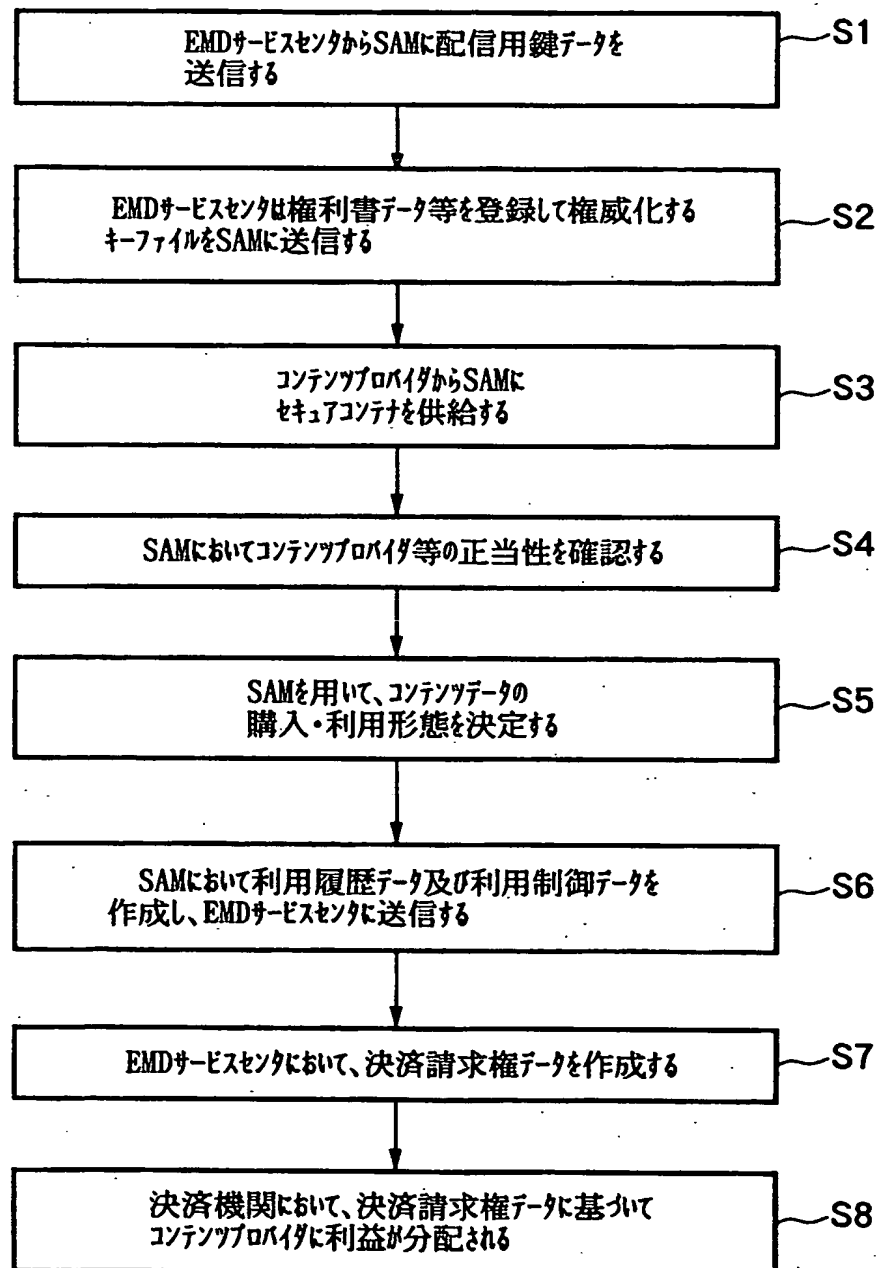 EMDサービスセンタからSAMに配信用鍵データを
送信する
S1
EMDサービスセンタは権利書データ等を登録して権威化する
キーファイルをSAMに送信する
S2
コンテンツプロバイダからSAMに
セキュアコンテナを供給する
S3
SAMにおいてコンテンツプロバイダ等の正当性を確認する
S4
SAMを用いて、コンテンツデータの
購入・利用形態を決定する
S5
SAMにおいて利用履歴データ及び利用制御データを
作成し、EMDサービスセンタに送信する
S6
EMDサービスセンタにおいて、決済請求権データを作成する
S7
決済機関において、決済請求権データに基づいて
コンテンツプロバイダに利益が分配される
S8